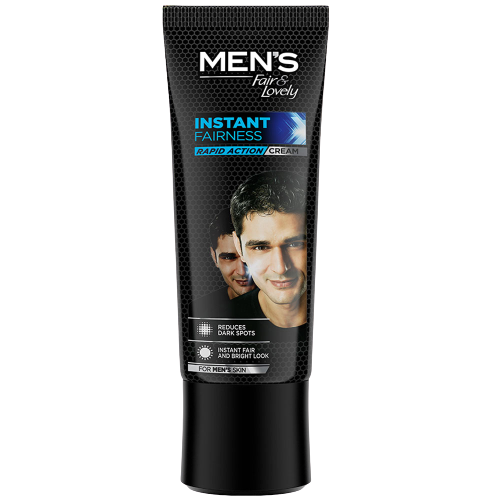 MEN'S
Fair &
Lovely
INSTANT
FAIRNESS
RAPID ACTION/CREAM
REDUCES
DARK SPOTS
INSTANT FAIR
AND BRIGHT LOOK
FOR MEN'S SKIN